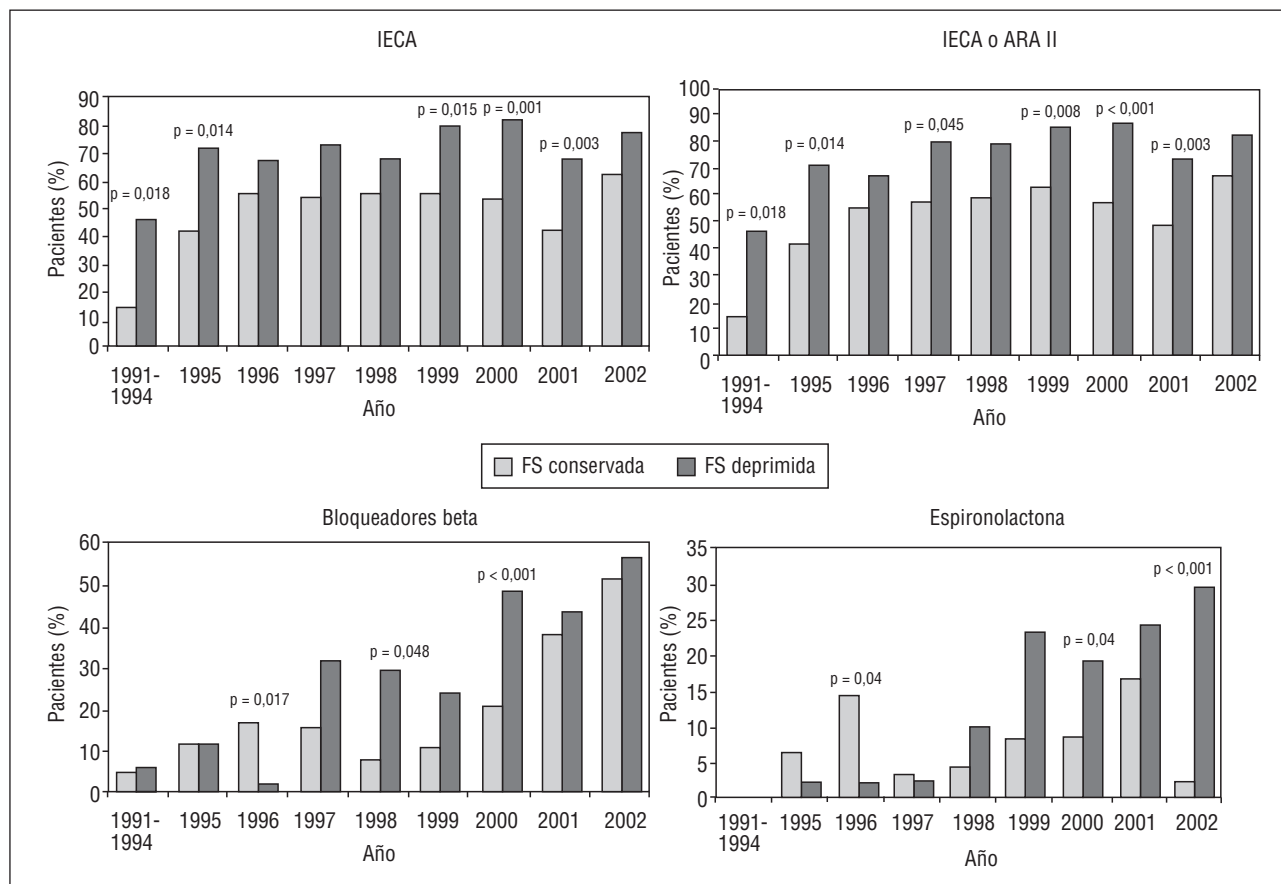 IECA
90
80
70
60
50
40
30
20
10
0
Pacientes (%)
p = 0,018
p = 0,014
p = 0,015
p = 0,001
p = 0,003
1991-
1994
1995
1996
1997
1998
1999
2000
2001
2002
Año
IECA o ARA II
100
90
80
70
60
50
40
30
20
10
0
Pacientes (%)
p = 0,018
p = 0,014
p = 0,045
p = 0,008
p < 0,001
p = 0,003
1991-
1994
1995
1996
1997
1998
1999
2000
2001
2002
Año
FS conservada
FS deprimida
Bloqueadores beta
60
50
40
30
20
10
0
Pacientes (%)
p = 0,017
p = 0,048
p < 0,001
1991-
1994
1995
1996
1997
1998
1999
2000
2001
2002
Año
Espironolactona
35
30
25
20
15
10
5
0
Pacientes (%)
p = 0,04
p = 0,04
p < 0,001
1991-
1994
1995
1996
1997
1998
1999
2000
2001
2002
Año